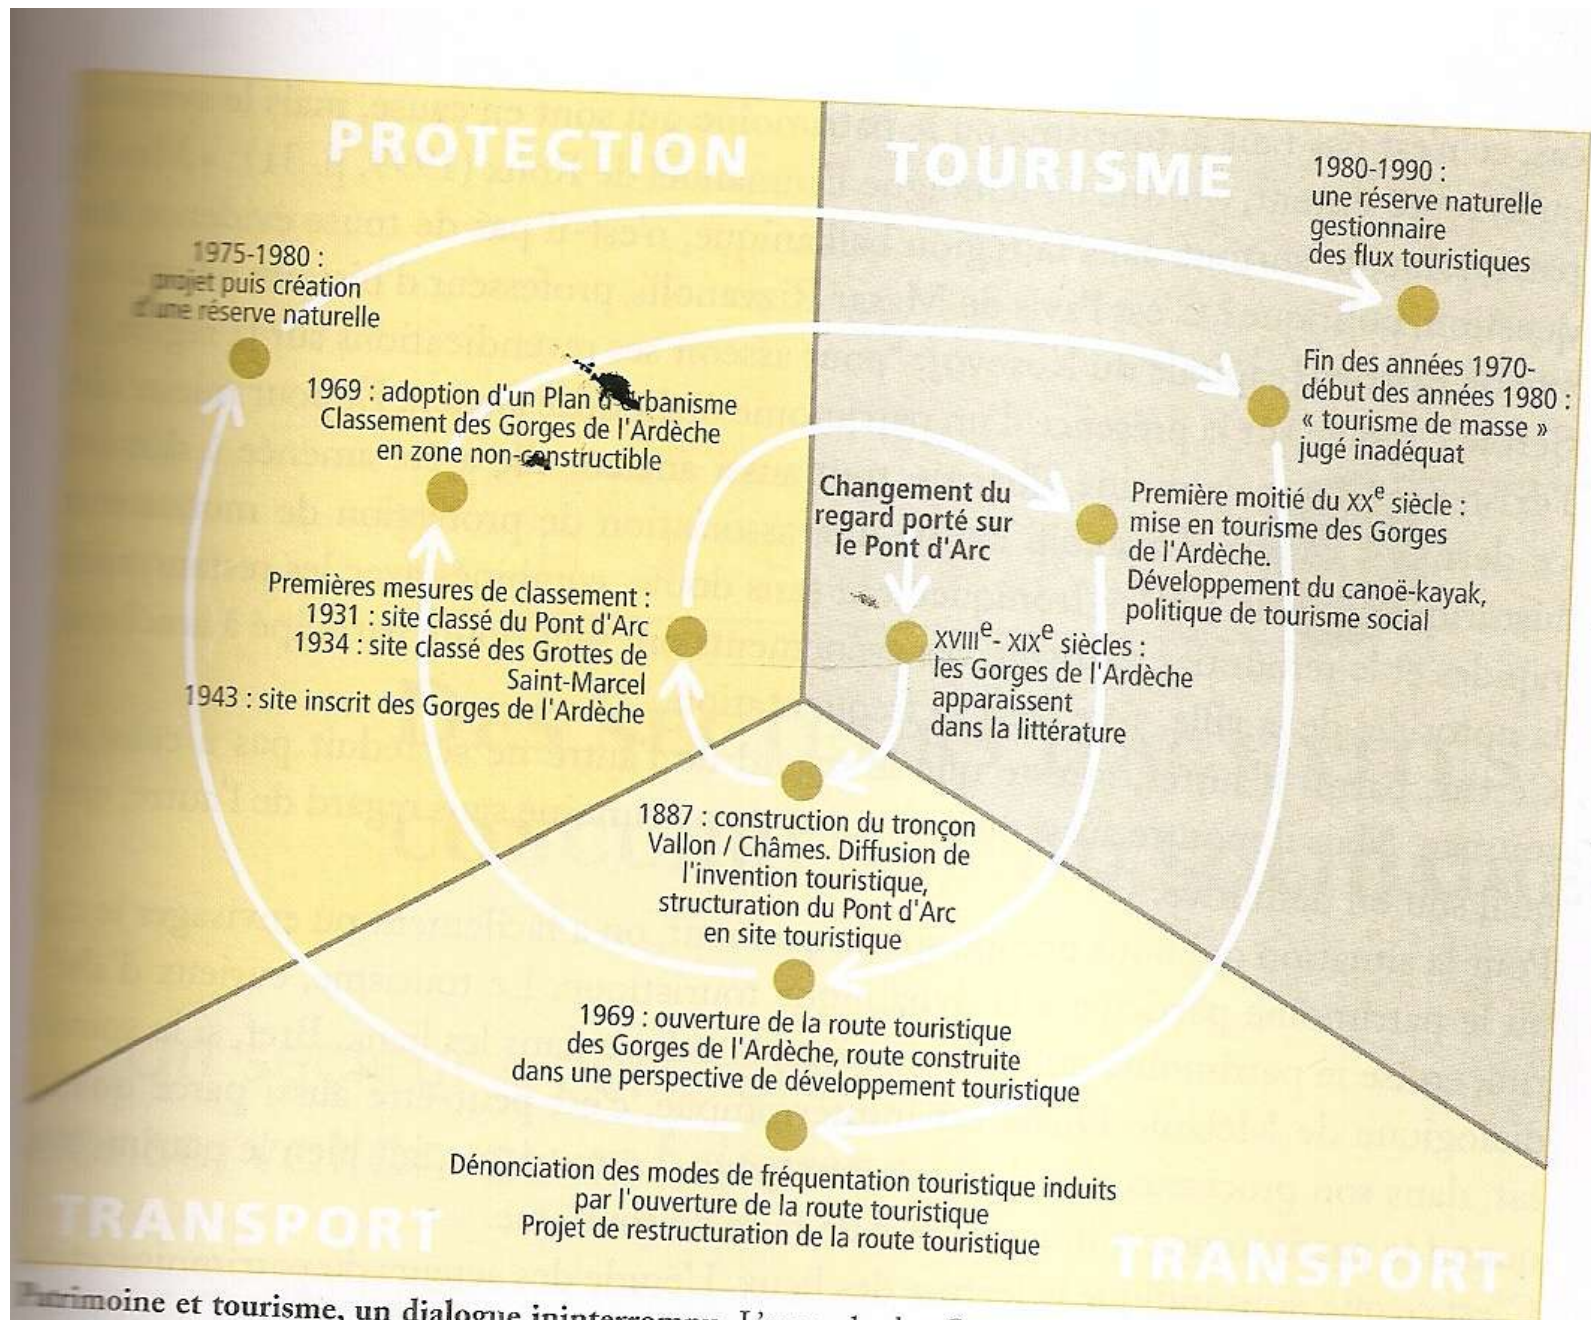 PROTECTION
TOURISME
1980-1990 :
une réserve naturelle
gestionnaire
des flux touristiques
1975-1980 :
projet puis création
d'une réserve naturelle
Fin des années 1970-
début des années 1980 :
« tourisme de masse »
jugé inadéquat
1969 : adoption d'un Plan d'Urbanisme
Classement des Gorges de l'Ardèche
en zone non-constructible
Changement du
regard porté sur
le Pont d'Arc
Première moitié du XXe siècle :
mise en tourisme des Gorges
de l'Ardèche.
Développement du canoë-kayak,
politique de tourisme social
Premières mesures de classement :
1931 : site classé du Pont d'Arc
1934 : site classé des Grottes de
Saint-Marcel
1943 : site inscrit des Gorges de l'Ardèche
XVIIIe- XIXe siècles :
les Gorges de l'Ardèche
apparaissent
dans la littérature
1887 : construction du tronçon
Vallon / Châmes. Diffusion de
l'invention touristique,
structuration du Pont d'Arc
en site touristique
1969 : ouverture de la route touristique
des Gorges de l'Ardèche, route construite
dans une perspective de développement touristique
Dénonciation des modes de fréquentation touristique induits
par l'ouverture de la route touristique
Projet de restructuration de la route touristique
TRANSPORT
TRANSPORT
Patrimoine et tourisme, un dialogue ininterrompu